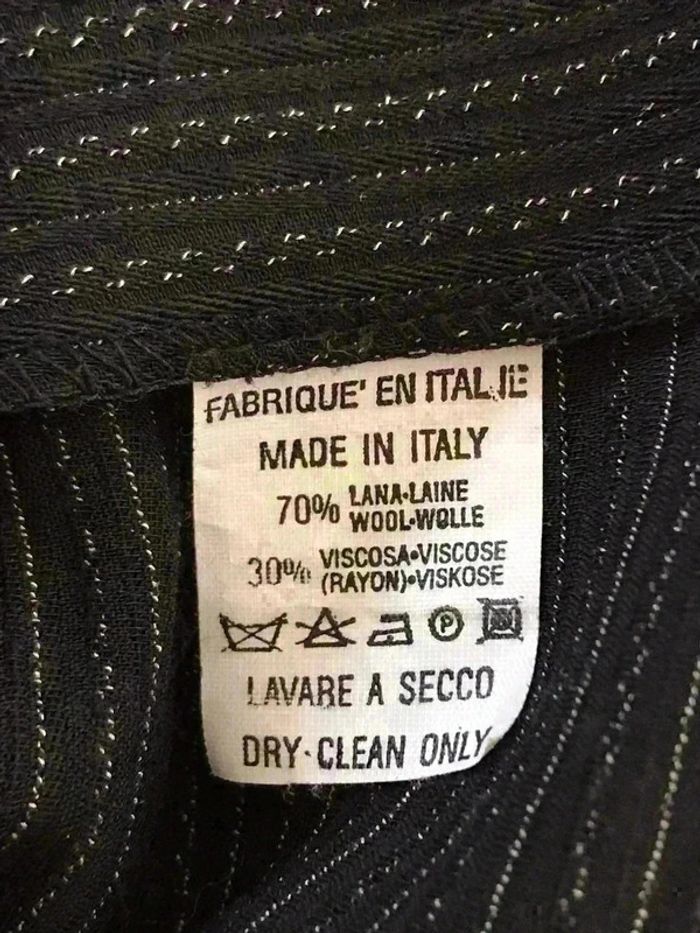 FABRIQUE' EN ITALIE
MADE IN ITALY
70% LANA•LAINE
WOOL•WOLLE
30% VISCOSA•VISCOSE
(RAYON)•VISKOSE
P
LAVARE A SECCO
DRY-CLEAN ONLY